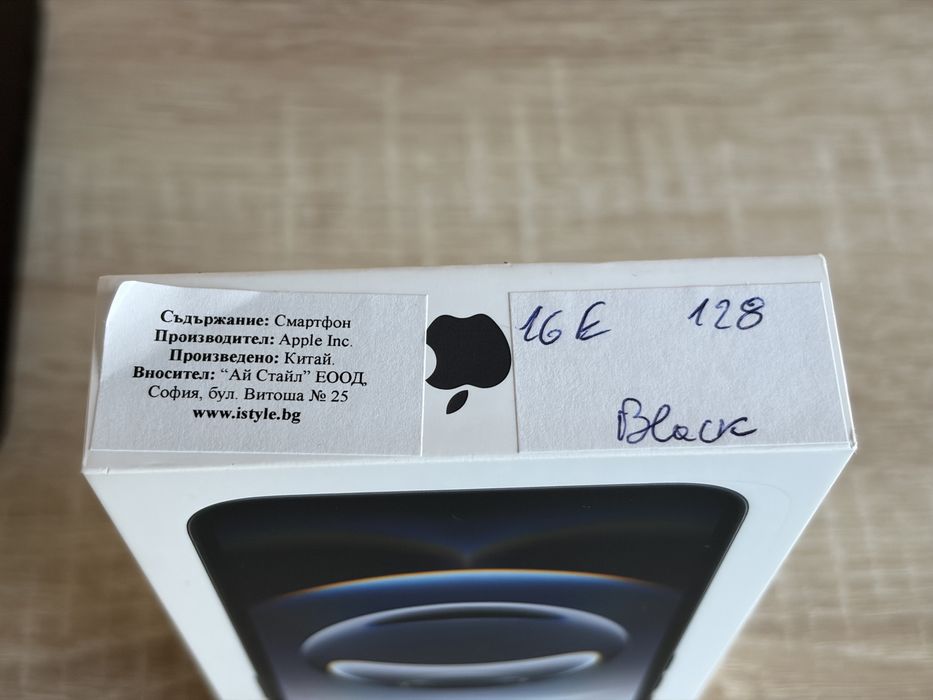 Съдържание: Смартфон
Производител: Apple Inc.
Произведено: Китай.
Вносител: "Ай Стайл" ЕООД,
София, бул. Витоша № 25
www.istyle.bg
16E 128
Black